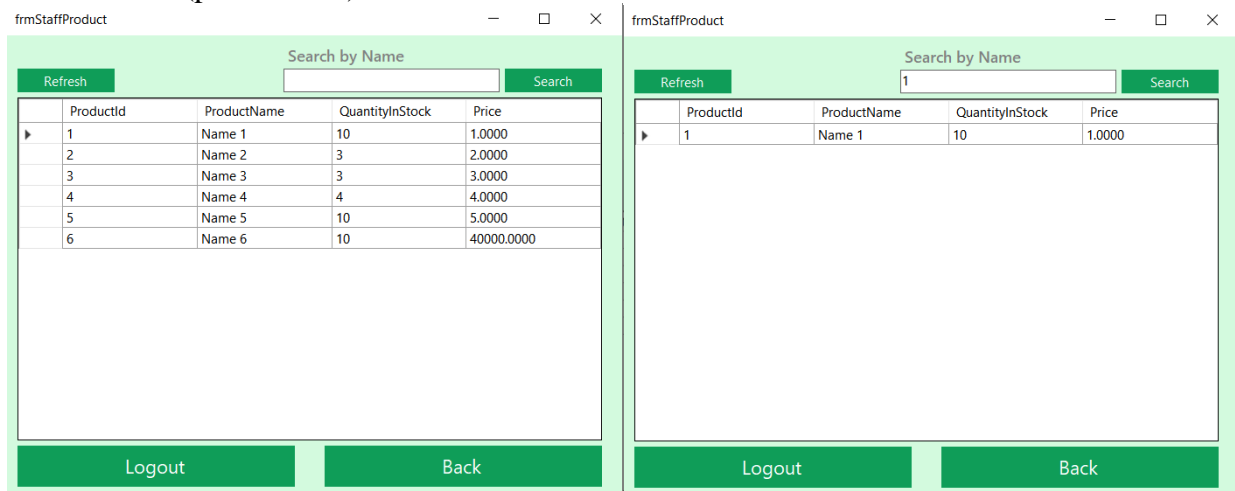 frmStaffProduct
Search by Name
Refresh Search
ProductId ProductName QuantityInStock Price
1 Name 1 10 1.0000
2 Name 2 3 2.0000
3 Name 3 3 3.0000
4 Name 4 4 4.0000
5 Name 5 10 5.0000
6 Name 6 10 40000.0000
Logout Back
frmStaffProduct
Search by Name
Refresh 1 Search
ProductId ProductName QuantityInStock Price
1 Name 1 10 1.0000
Logout Back